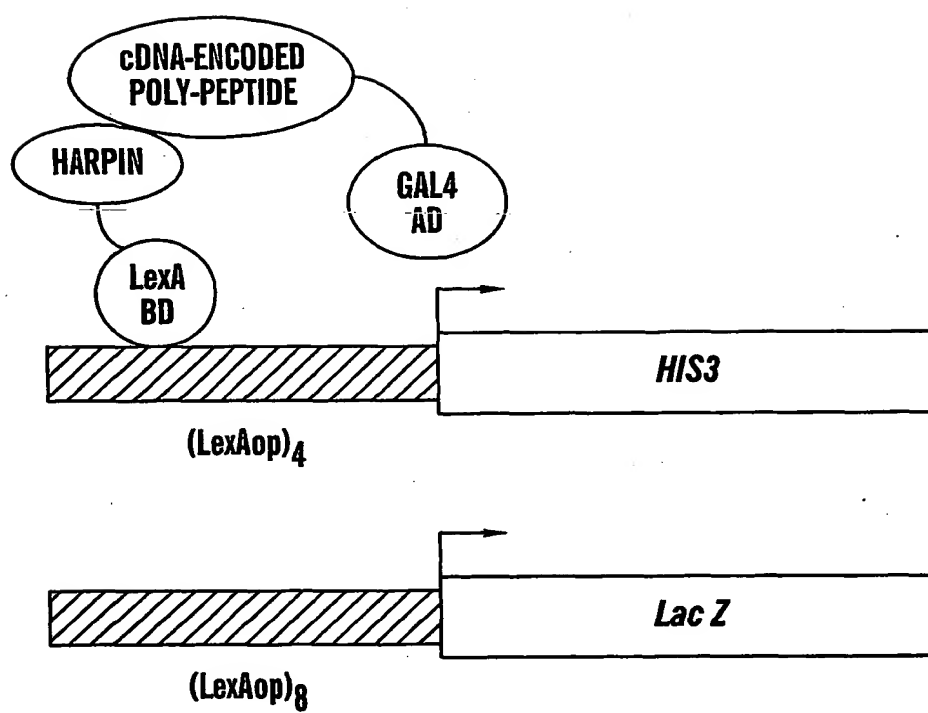 cDNA-ENCODED
POLY-PEPTIDE
HARPIN
GAL4
AD
LexA
BD
HIS3
(LexAop)4
Lac Z
(LexAop)8